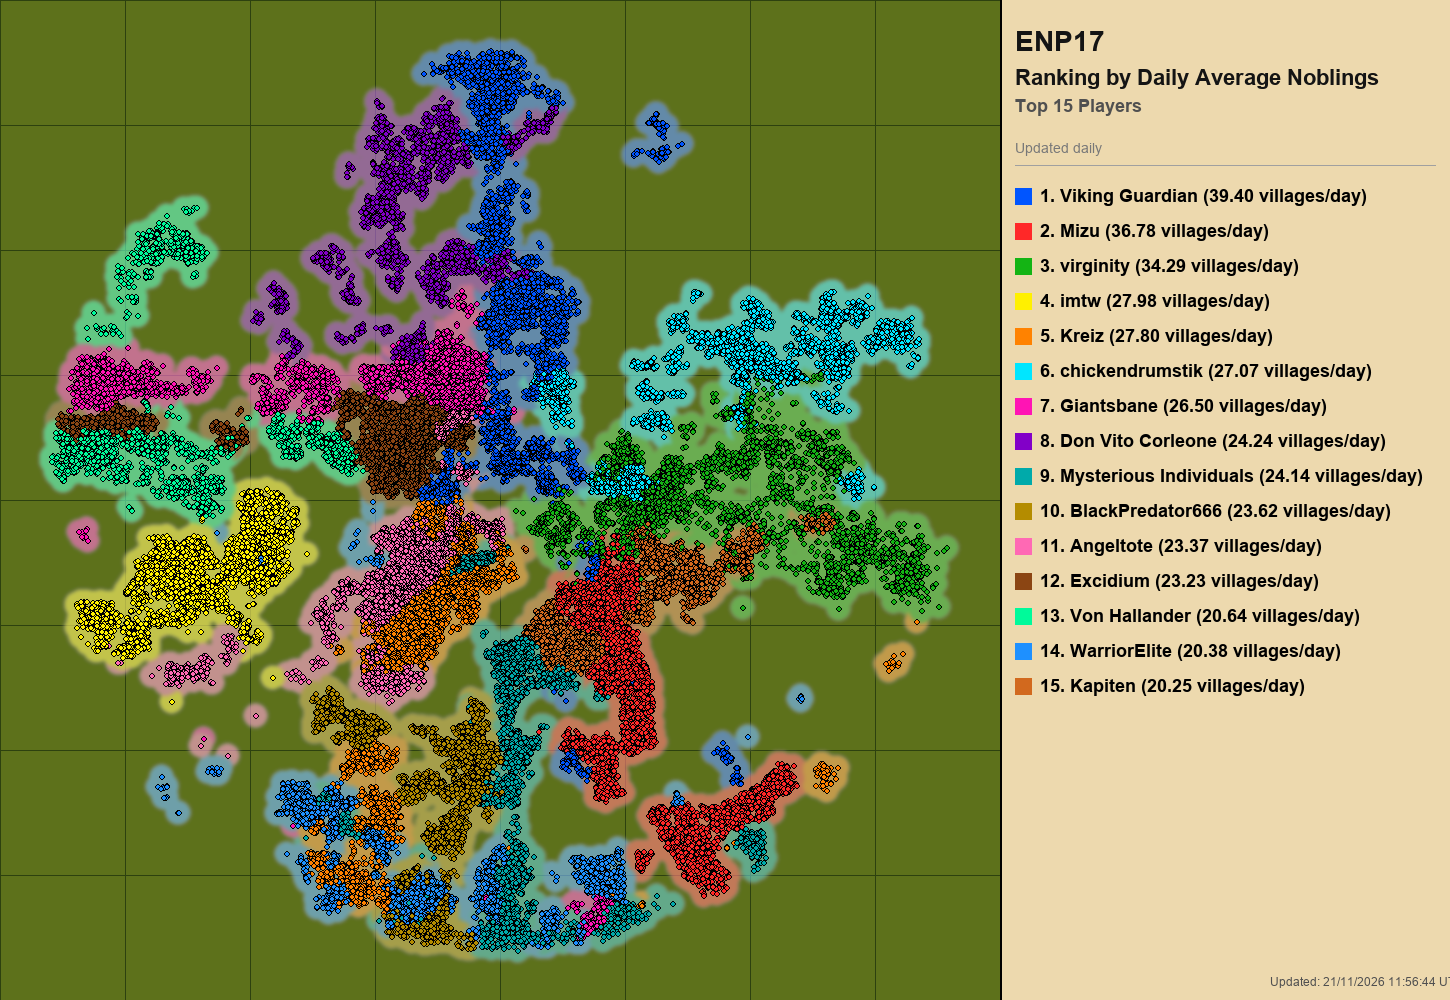 ENP17
Ranking by Daily Average Noblings
Top 15 Players
Updated daily
1. Viking Guardian (39.40 villages/day)
2. Mizu (36.78 villages/day)
3. virginity (34.29 villages/day)
4. imtw (27.98 villages/day)
5. Kreiz (27.80 villages/day)
6. chickendrumstik (27.07 villages/day)
7. Giantsbane (26.50 villages/day)
8. Don Vito Corleone (24.24 villages/day)
9. Mysterious Individuals (24.14 villages/day)
10. BlackPredator666 (23.62 villages/day)
11. Angeltote (23.37 villages/day)
12. Excidium (23.23 villages/day)
13. Von Hallander (20.64 villages/day)
14. WarriorElite (20.38 villages/day)
15. Kapiten (20.25 villages/day)
Updated: 21/11/2026 11:56:44